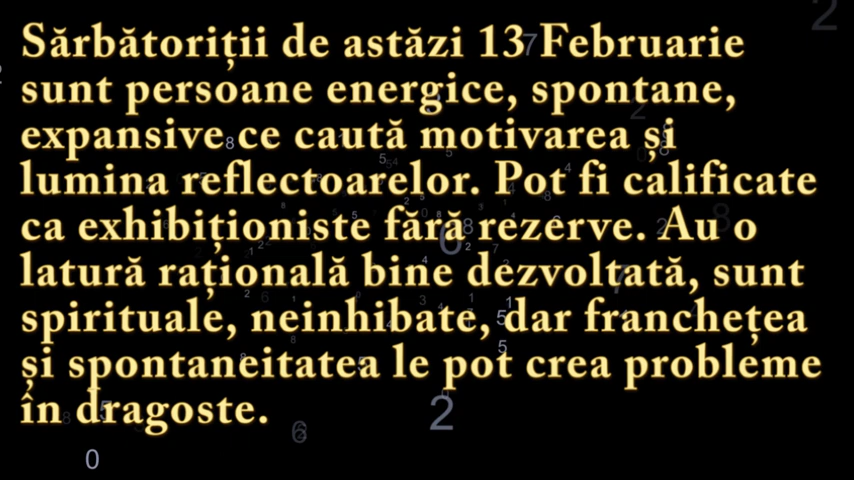 Sărbătoriții de astăzi 13 Februarie
sunt persoane energice, spontane,
expansive ce caută motivarea și
lumina reflectoarelor. Pot fi calificate
ca exhibiționiste fără rezerve. Au o
latură rațională bine dezvoltată, sunt
spirituale, neinhibate, dar franchețea
și spontaneitatea le pot crea probleme
în dragoste.